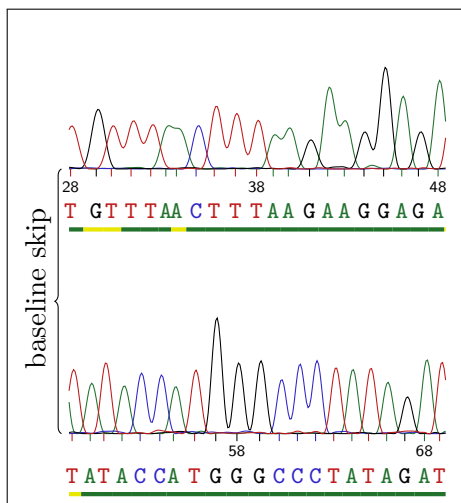 28 38 48
T G T T T A A C T T T A A G A A G G A G A
baseline skip
58 68
T A T A C C A T G G G C C C T A T A G A T